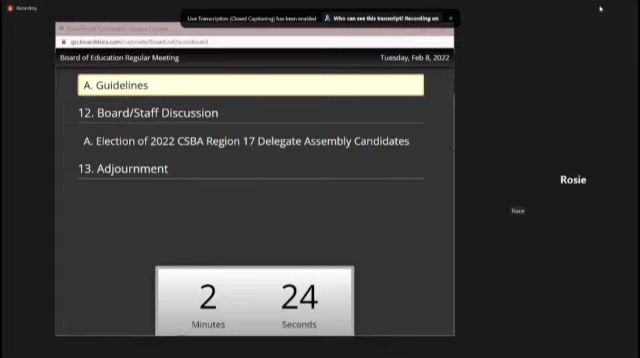 Recording
Live Transcription (Closed Captioning) has been enabled
Who can see this transcript? Recording on
Board of Education Regular Meeting
Tuesday, Feb 8, 2022
A. Guidelines
12. Board/Staff Discussion
A. Election of 2022 CSBA Region 17 Delegate Assembly Candidates
13. Adjournment
Rosie
Rosie
2
24
Minutes
Seconds